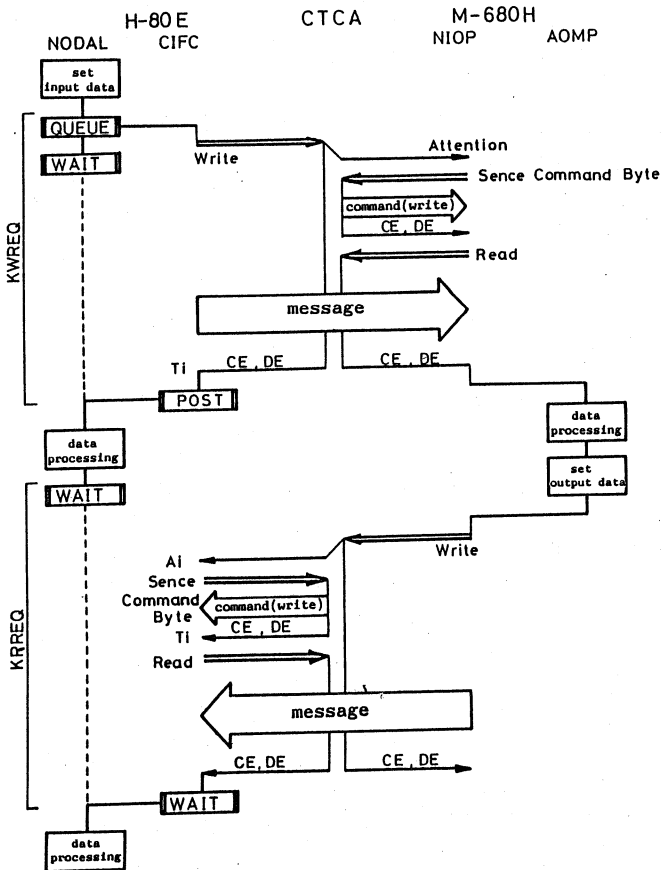 H-80E CTCA M-680H
NODAL CIFC NIOP AOMP
set
input data
QUEUE
WAIT
Write
Attention
Sence Command Byte
command(write)
CE, DE
Read
KWREQ
message
Ti
CE, DE
CE, DE
POST
data
processing
data
processing
set
output data
WAIT
Write
Ai
Sence
Command
Byte
command(write)
Ti
CE, DE
Read
KRREQ
message
CE, DE
CE, DE
WAIT
data
processing